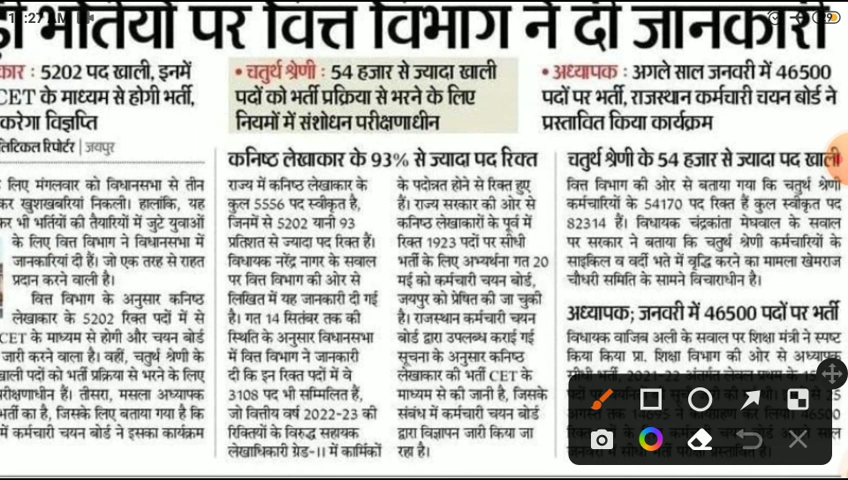 भर्तियों पर वित्त विभाग ने दी जानकारी
कार : 5202 पद खाली, इनमें
CET के माध्यम से होगी भर्ती,
करेगा विज्ञप्ति
लिटिकल रिपोर्टर | जयपुर
लिए मंगलवार को विधानसभा से तीन
कर खुशखबरियां निकली। हालांकि, यह
कर भी भर्तियों की तैयारियों में जुटे युवाओं
के लिए वित्त विभाग ने विधानसभा में
जानकारियां दी हैं। जो एक तरह से राहत
प्रदान करने वाली है।
वित्त विभाग के अनुसार कनिष्ठ
लेखाकार के 5202 रिक्त पदों में से
CET के माध्यम से होगी और चयन बोर्ड
जारी करने वाला है। वहीं, चतुर्थ श्रेणी के
खाली पदों को भर्ती प्रक्रिया से भरने के लिए
परीक्षणाधीन हैं। तीसरा, मसला अध्यापक
भर्ती का है, जिसके लिए बताया गया है कि
में कर्मचारी चयन बोर्ड ने इसका कार्यक्रम
• चतुर्थ श्रेणी : 54 हजार से ज्यादा खाली
पदों को भर्ती प्रक्रिया से भरने के लिए
नियमों में संशोधन परीक्षणाधीन
कनिष्ठ लेखाकार के 93% से ज्यादा पद रिक्त
राज्य में कनिष्ठ लेखाकार के
कुल 5556 पद स्वीकृत है,
जिनमें से 5202 यानी 93
प्रतिशत से ज्यादा पद रिक्त हैं।
विधायक नरेंद्र नागर के सवाल
पर वित्त विभाग की ओर से
लिखित में यह जानकारी दी गई
है। गत 14 सितंबर तक की
स्थिति के अनुसार विधानसभा
में वित्त विभाग ने जानकारी
दी कि इन रिक्त पदों में वे
3108 पद भी सम्मिलित हैं,
जो वित्तीय वर्ष 2022-23 की
रिक्तियों के विरुद्ध सहायक
लेखाधिकारी ग्रेड-।। में कार्मिकों
के पदोन्नत होने से रिक्त हुए
हैं। राज्य सरकार की ओर से
कनिष्ठ लेखाकारों के पूर्व में
रिक्त 1923 पदों पर सीधी
भर्ती के लिए अभ्यर्थना गत 20
मई को कर्मचारी चयन बोर्ड,
जयपुर को प्रेषित की जा चुकी
है। राजस्थान कर्मचारी चयन
बोर्ड द्वारा उपलब्ध कराई गई
सूचना के अनुसार कनिष्ठ
लेखाकार की भर्ती CET के
माध्यम से की जानी है, जिसके
संबंध में कर्मचारी चयन बोर्ड
द्वारा विज्ञापन जारी किया जा
रहा है।
• अध्यापक : अगले साल जनवरी में 46500
पदों पर भर्ती, राजस्थान कर्मचारी चयन बोर्ड ने
प्रस्तावित किया कार्यक्रम
चतुर्थ श्रेणी के 54 हजार से ज्यादा पद खाली
वित्त विभाग की ओर से बताया गया कि चतुर्थ श्रेणी
कर्मचारियों के 54170 पद रिक्त हैं कुल स्वीकृत पद
82314 हैं। विधायक चंद्रकांता मेघवाल के सवाल
पर सरकार ने बताया कि चतुर्थ श्रेणी कर्मचारियों के
साइकिल व वर्दी भते में वृद्धि करने का मामला खेमराज
चौधरी समिति के सामने विचाराधीन है।
अध्यापक; जनवरी में 46500 पदों पर भर्ती
विधायक वाजिब अली के सवाल पर शिक्षा मंत्री ने स्पष्ट
किया किया प्रा. शिक्षा विभाग की ओर से अध्यापक